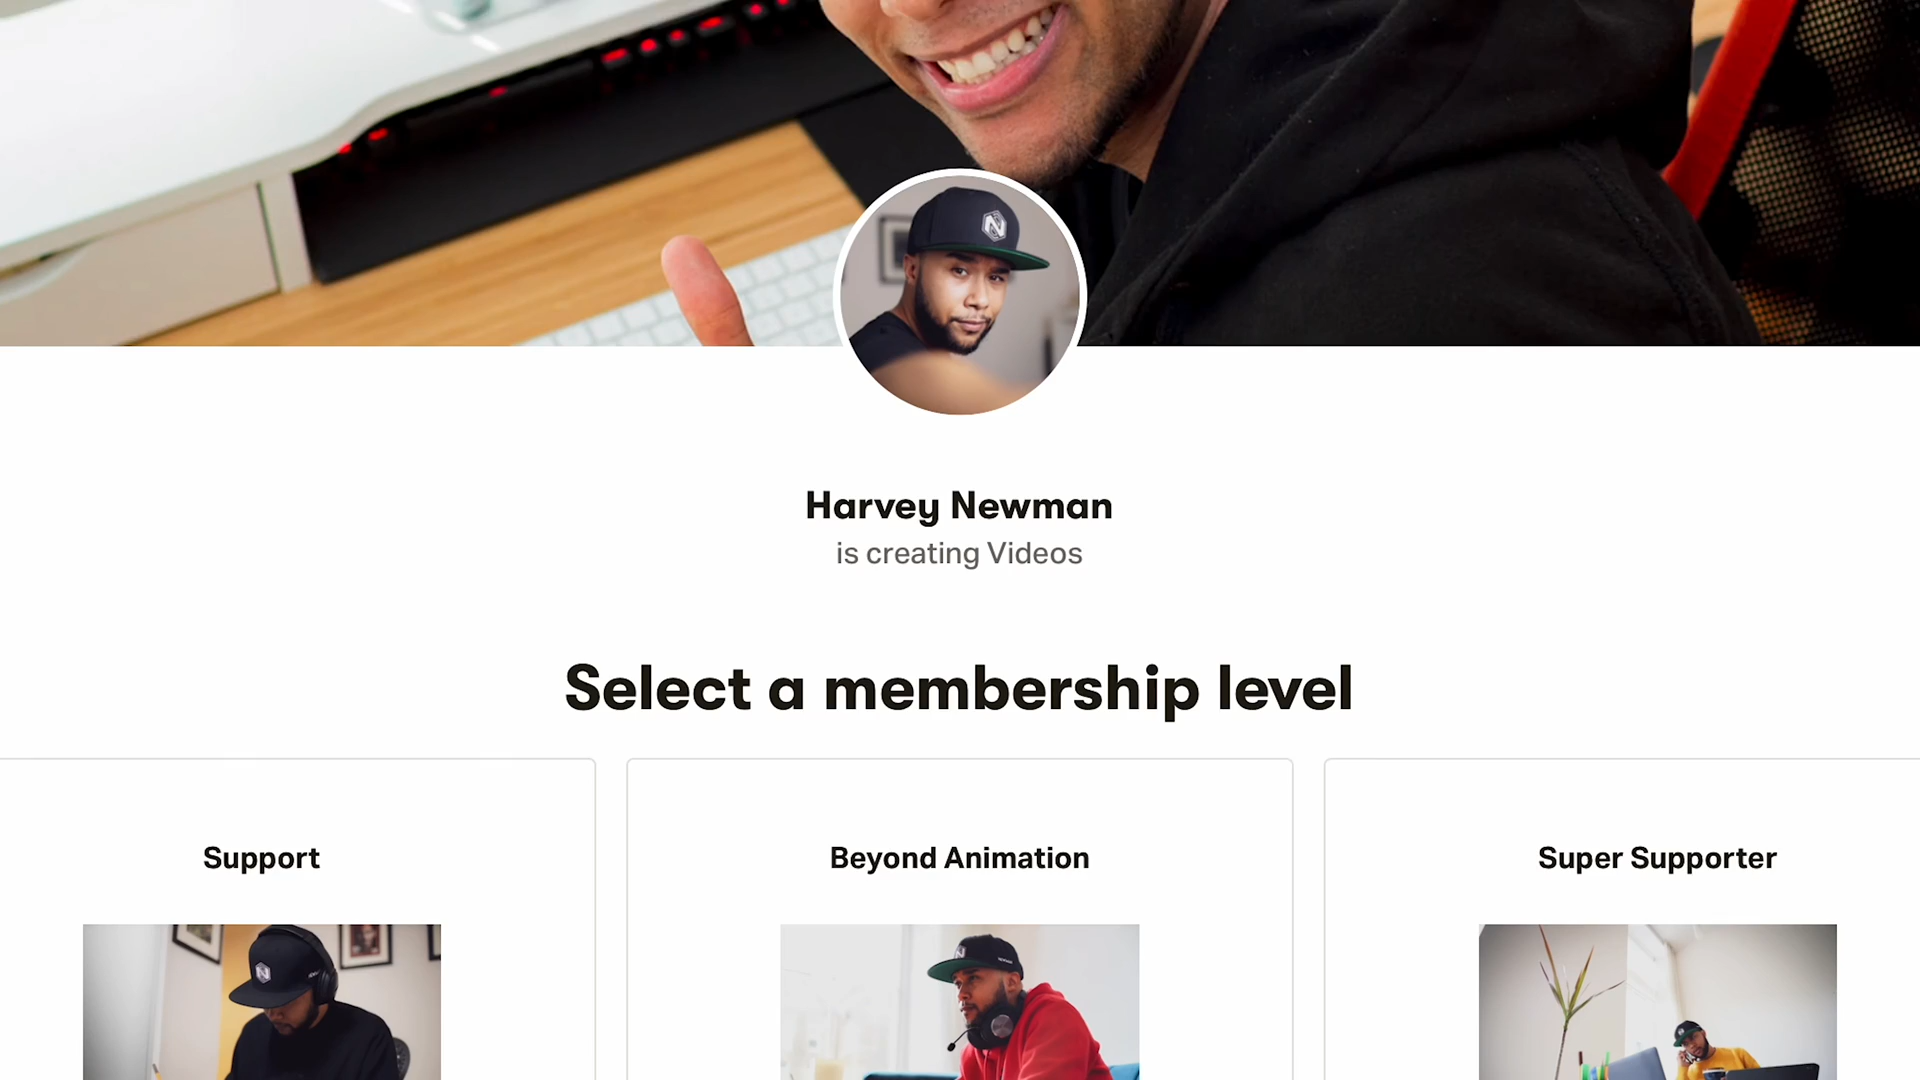 Harvey Newman
is creating Videos
Select a membership level
Support
Beyond Animation
Super Supporter